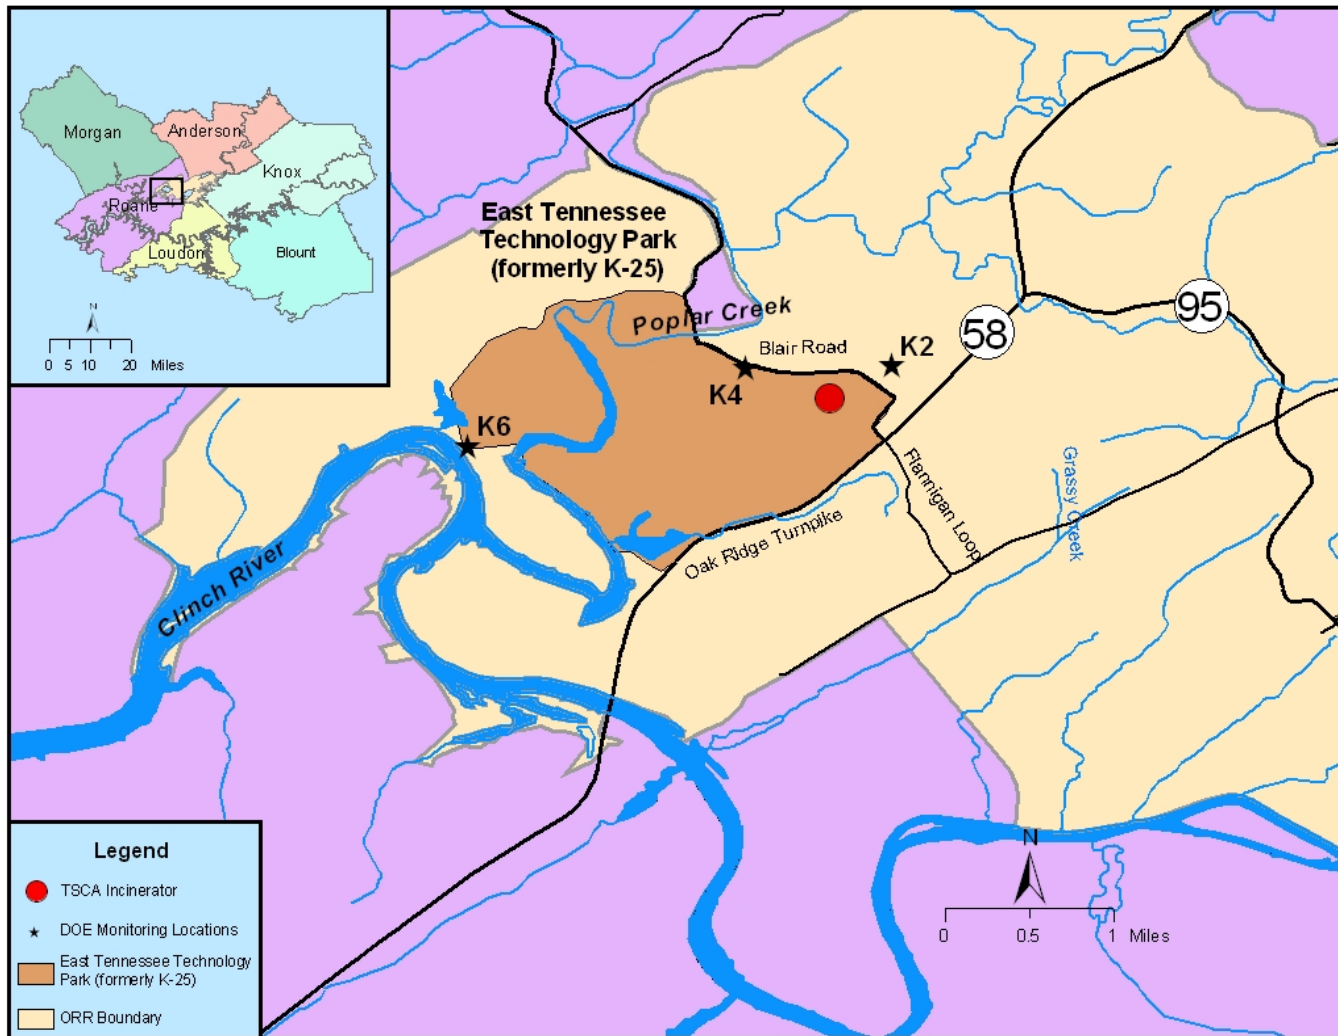 Morgan
Anderson
Knox
Roane
Loudon
Blount
N
0 5 10 20 Miles
East Tennessee
Technology Park
(formerly K-25)
Poplar Creek
Blair Road
K2
K4
K6
58
95
Flannigan Loop
Grassy Creek
Oak Ridge Turnpike
Clinch River
Legend
TSCA Incinerator
DOE Monitoring Locations
East Tennessee Technology
Park (formerly K-25)
ORR Boundary
N
0 0.5 1 Miles